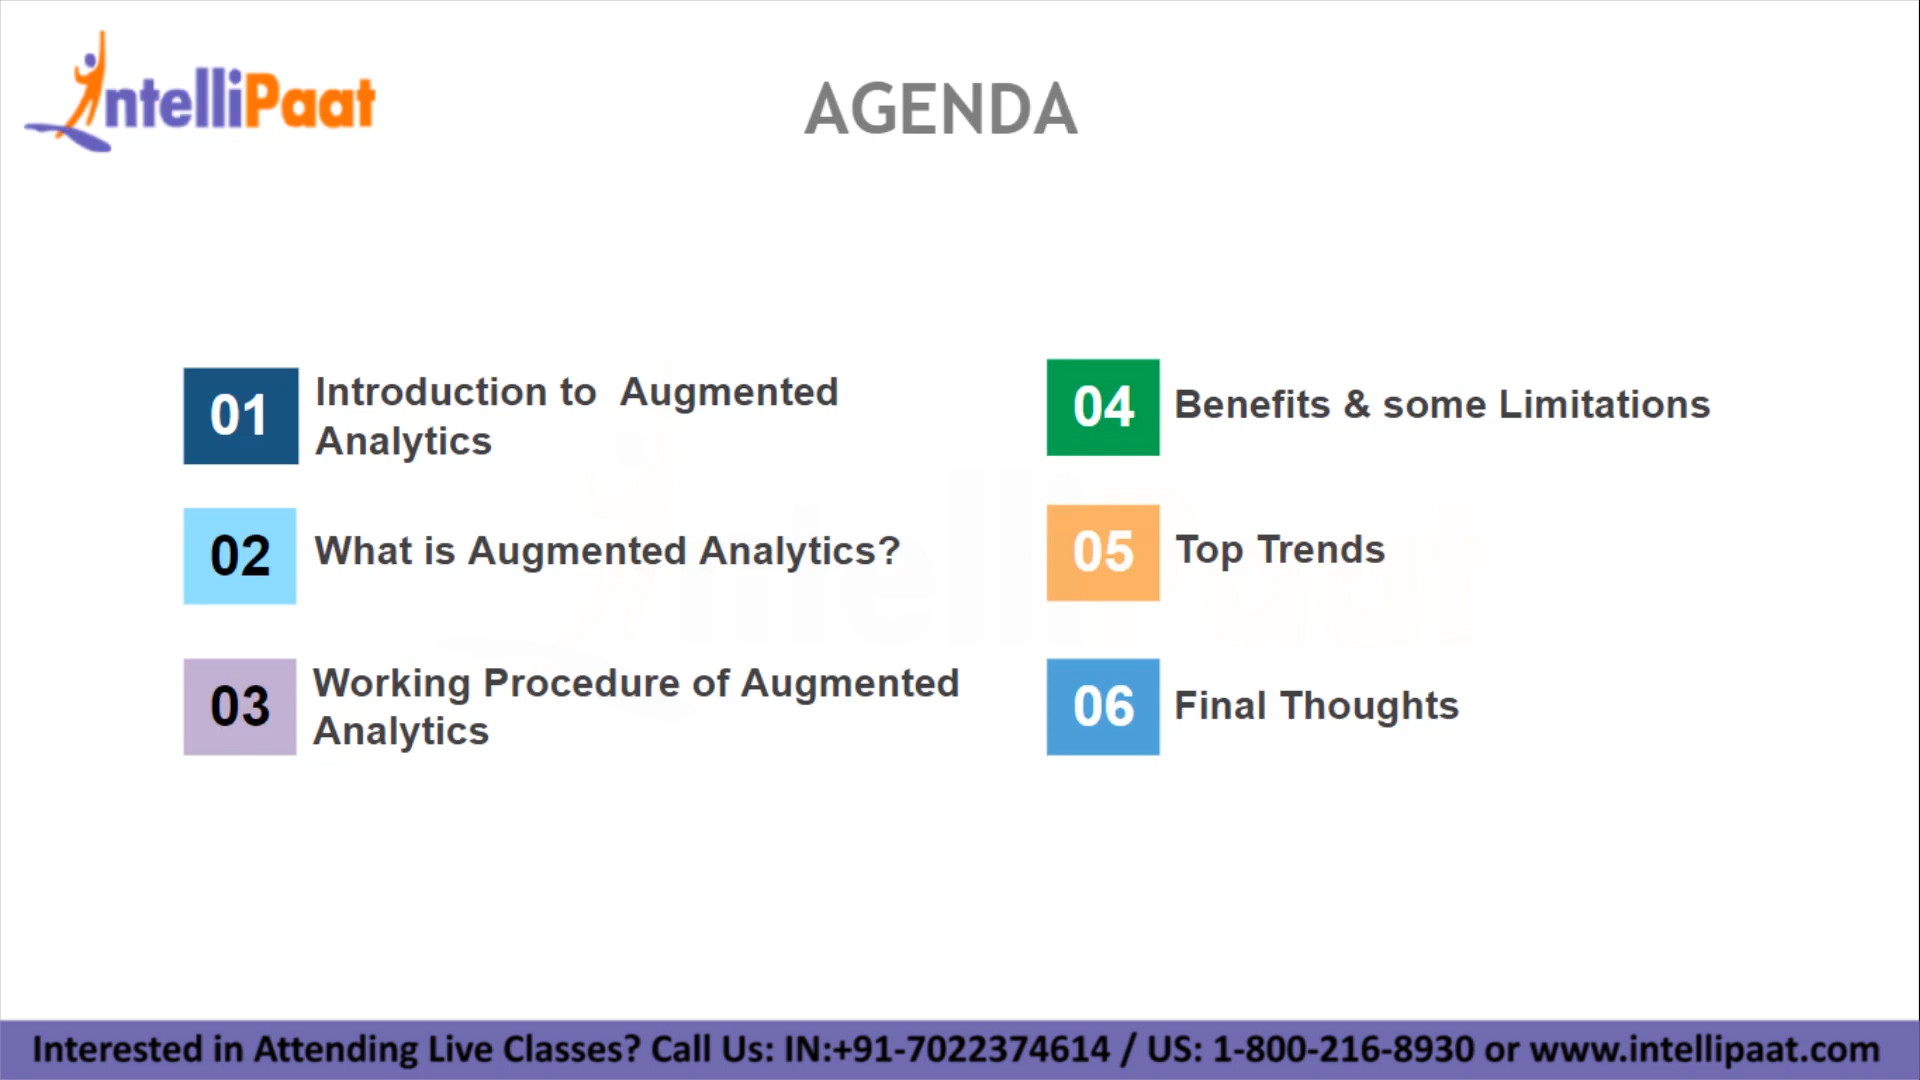 IntelliPaat
AGENDA
01
Introduction to Augmented
Analytics
02
What is Augmented Analytics?
03
Working Procedure of Augmented
Analytics
04
Benefits & some Limitations
05
Top Trends
06
Final Thoughts
Interested in Attending Live Classes? Call Us: IN:+91-7022374614 / US: 1-800-216-8930 or www.intellipaat.com